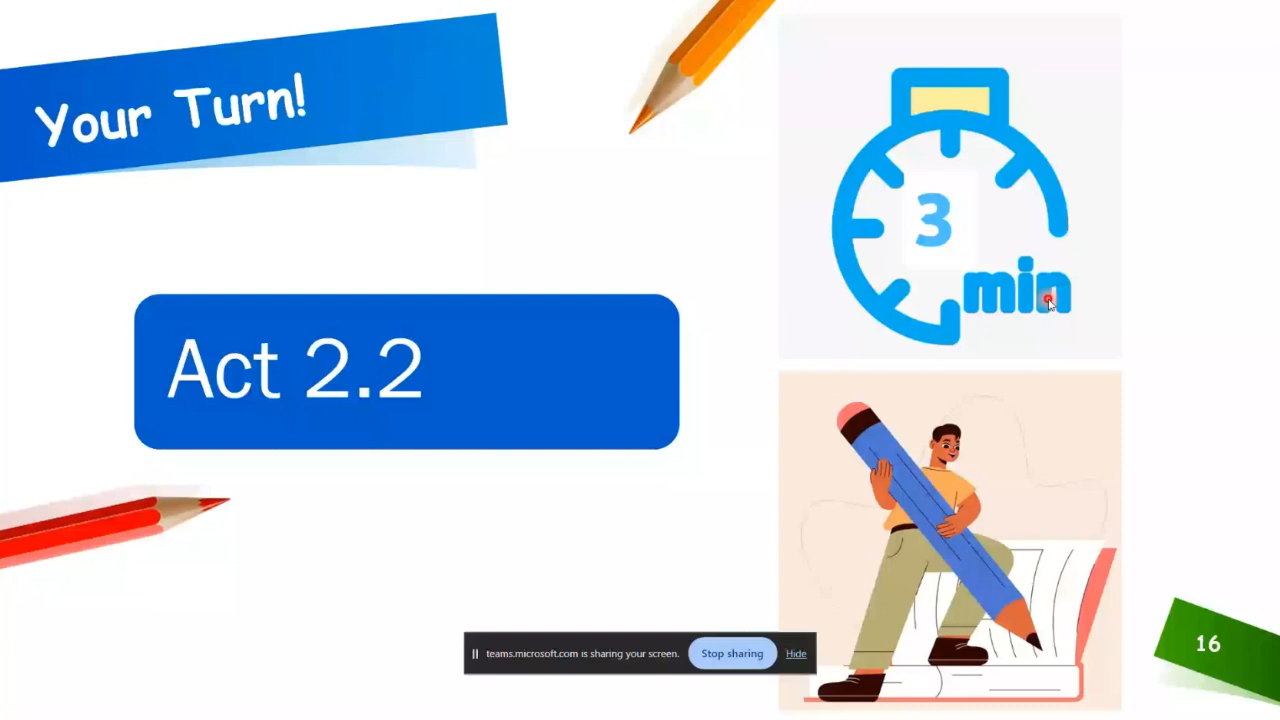 Your Turn!
3
min
Act 2.2
teams.microsoft.com is sharing your screen.
Stop sharing
Hide
16